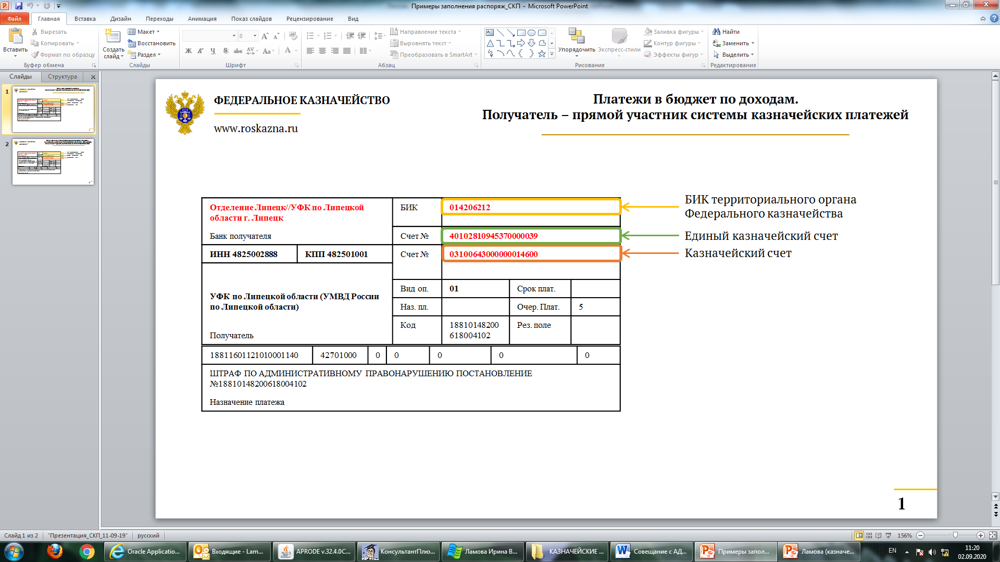 Примеры заполнения распоряж_СКП - Microsoft PowerPoint
Файл Главная Вставка Дизайн Переходы Анимация Показ слайдов Рецензирование Вид
Вставить
Вырезать
Копировать
Формат по образцу
Буфер обмена
Создать слайд
Макет
Восстановить
Раздел
Слайды
8
Ж К Ч S abc AV Aa A
Шрифт
Направление текста
Выровнять текст
Преобразовать в SmartArt
Абзац
Упорядочить
Экспресс-стили
Заливка фигуры
Контур фигуры
Эффекты фигур
Рисование
Найти
Заменить
Выделить
Редактирование
Слайды Структура
1
2
ФЕДЕРАЛЬНОЕ КАЗНАЧЕЙСТВО
www.roskazna.ru
Платежи в бюджет по доходам.
Получатель – прямой участник системы казначейских платежей
Отделение Липецк//УФК по Липецкой
области г. Липецк
Банк получателя
БИК 014206212
Счет № 40102810945370000039
ИНН 4825002888 КПП 482501001 Счет № 03100643000000014600
БИК территориального органа
Федерального казначейства
Единый казначейский счет
Казначейский счет
УФК по Липецкой области (УМВД России
по Липецкой области)
Получатель
Вид оп. 01 Срок плат.
Наз. пл. Очер. Плат. 5
Код 18810148200 Рез. поле
618004102
18811601121010001140 42701000 0 0 0 0 0
ШТРАФ ПО АДМИНИСТРАТИВНОМУ ПРАВОНАРУШЕНИЮ ПОСТАНОВЛЕНИЕ
№18810148200618004102
Назначение платежа
1
Слайд 1 из 2 "Презентация_СКП_11-09-19" русский 156%
Oracle Applicatio... Входящие - Lam... APRODE v.32.4.0C... КонсультантПлю... Ламова Ирина В... КАЗНАЧЕЙСКИЕ ... Совещание с АД... Примеры запол... Ламова (казначе... EN 11:20
02.09.2020